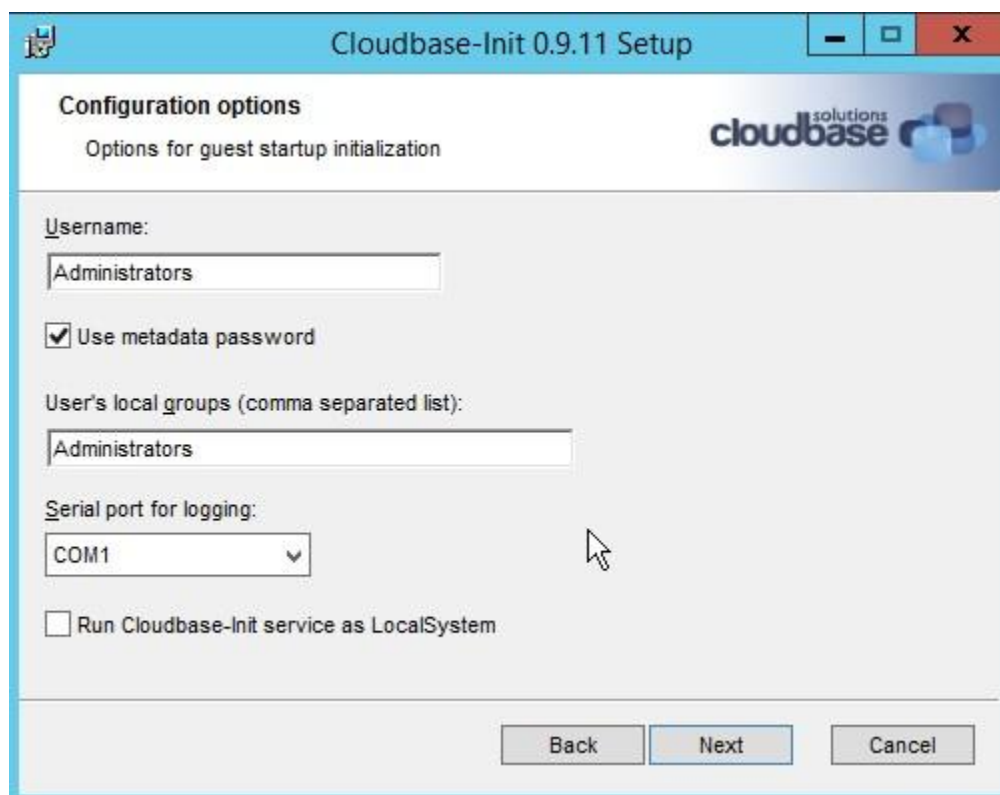 Cloudbase-Init 0.9.11 Setup
Configuration options
Options for guest startup initialization
solutions
cloudbase
Username:
Administrators
Use metadata password
User's local groups (comma separated list):
Administrators
Serial port for logging:
COM1
Run Cloudbase-Init service as LocalSystem
Back Next Cancel